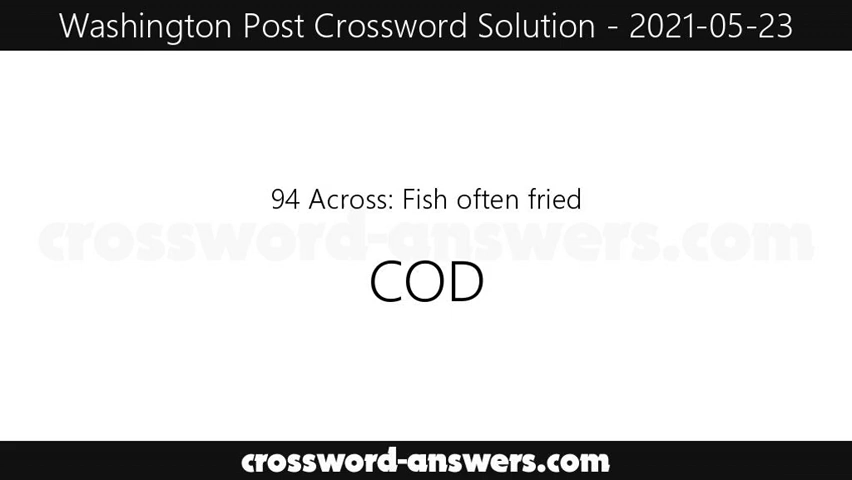 Washington Post Crossword Solution - 2021-05-23
94 Across: Fish often fried
crossword-answers.com
COD
crossword-answers.com